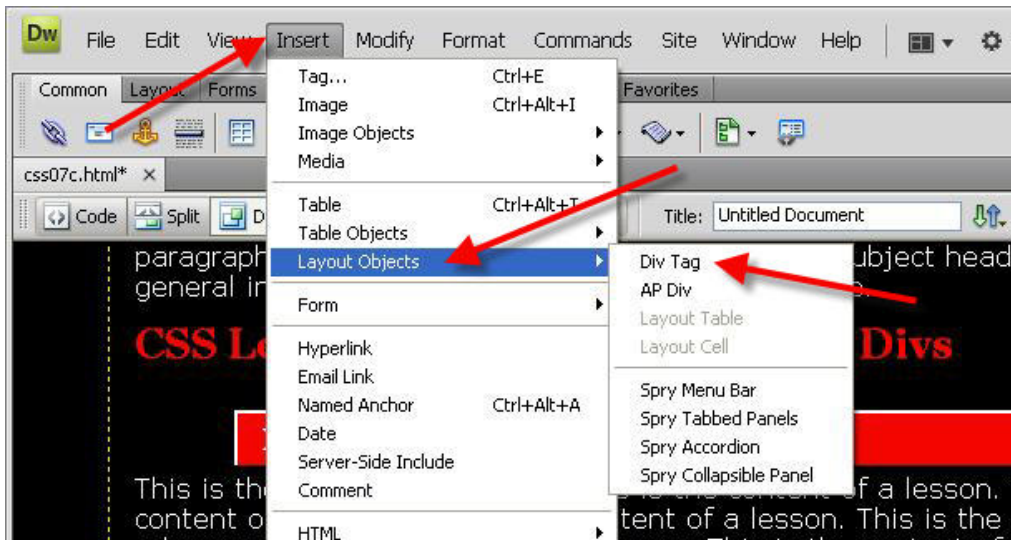 Dw File Edit View Insert Modify Format Commands Site Window Help
Common Layout Forms Favorites
css07c.html* ×
Code Split D Title: Untitled Document
Tag... Ctrl+E
Image Ctrl+Alt+I
Image Objects
Media
Table Ctrl+Alt+T
Table Objects
Layout Objects
Form
Hyperlink
Email Link
Named Anchor Ctrl+Alt+A
Date
Server-Side Include
Comment
HTML
Div Tag
AP Div
Layout Table
Layout Cell
Spry Menu Bar
Spry Tabbed Panels
Spry Accordion
Spry Collapsible Panel
paragraph ubject head
general in
CSS Le Divs
This is the is the content of a lesson.
content o tent of a lesson. This is the